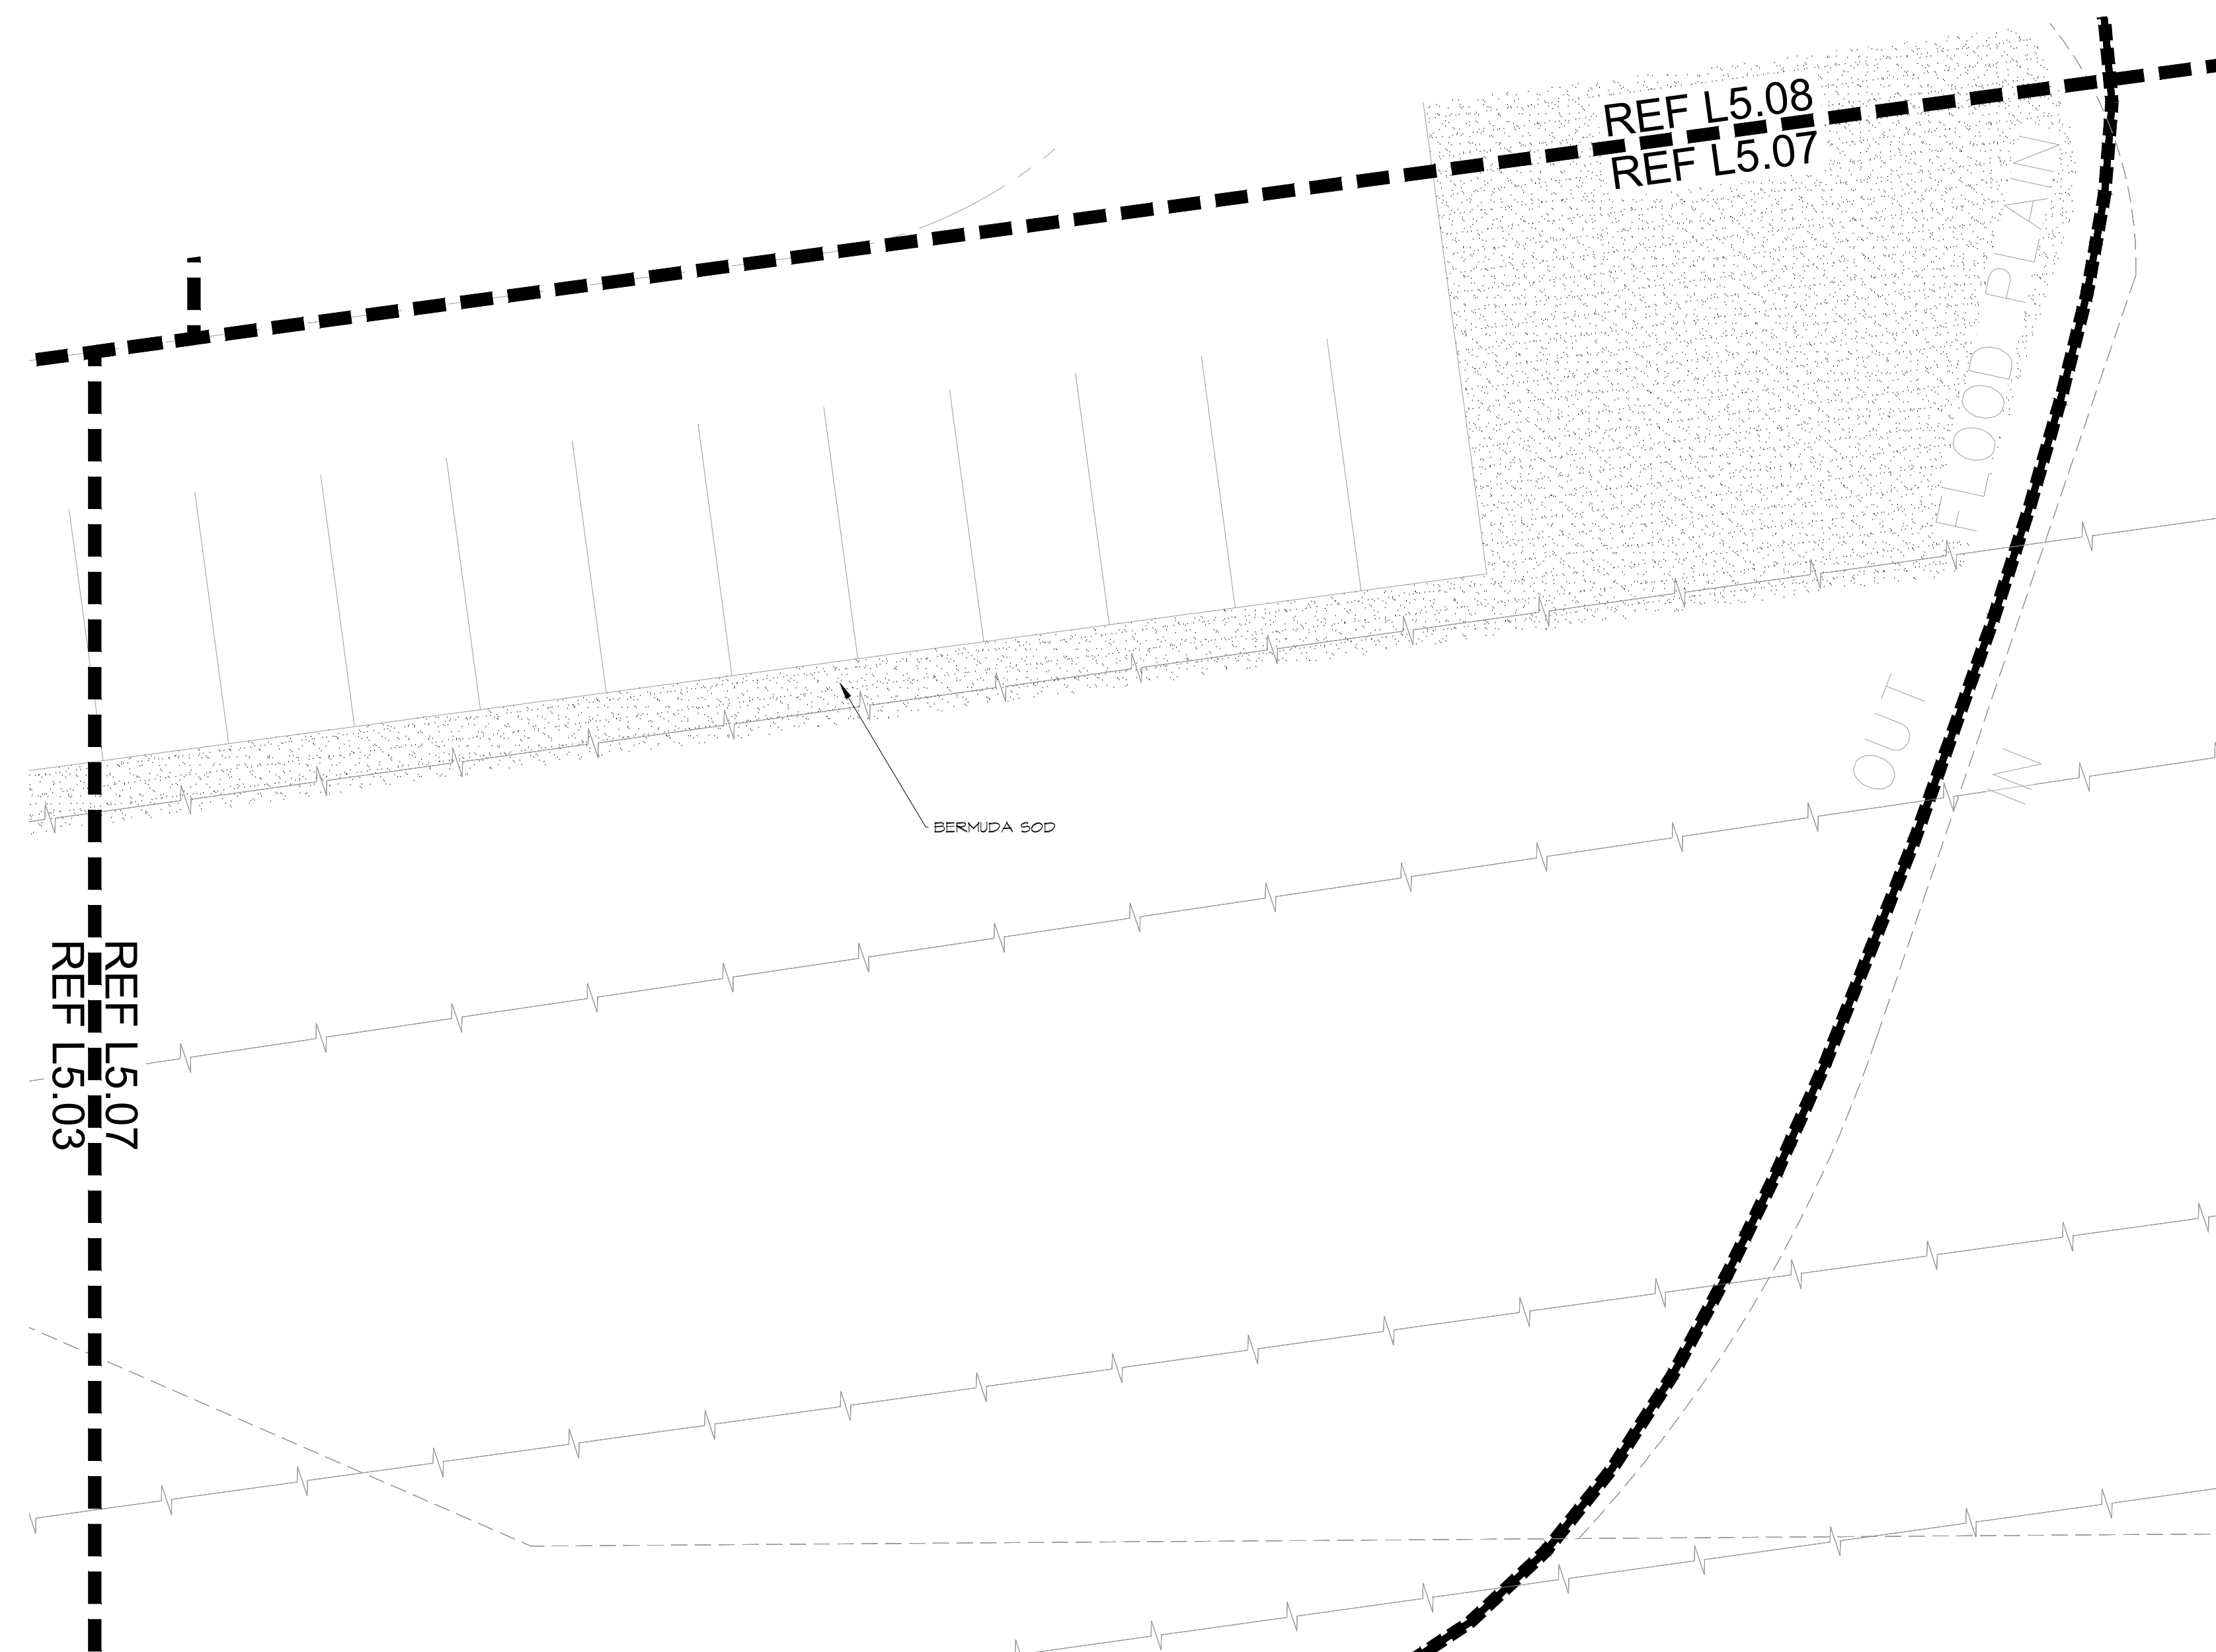 REF L5.08
REF L5.07
FLOOD PLAIN
OUT
IN
BERMUDA SOD
REF L5.07
REF L5.03